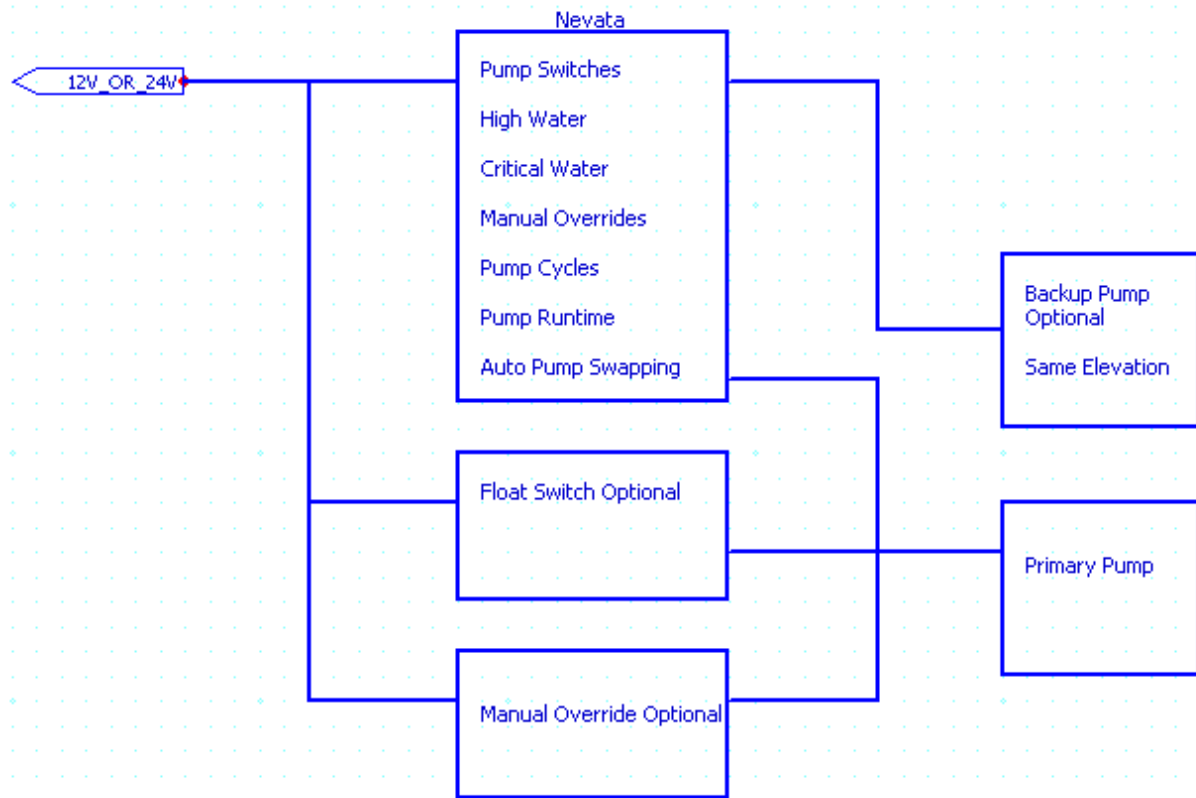 Nevata
12V_OR_24V
Pump Switches
High Water
Critical Water
Manual Overrides
Pump Cycles
Pump Runtime
Auto Pump Swapping
Backup Pump
Optional
Same Elevation
Float Switch Optional
Primary Pump
Manual Override Optional